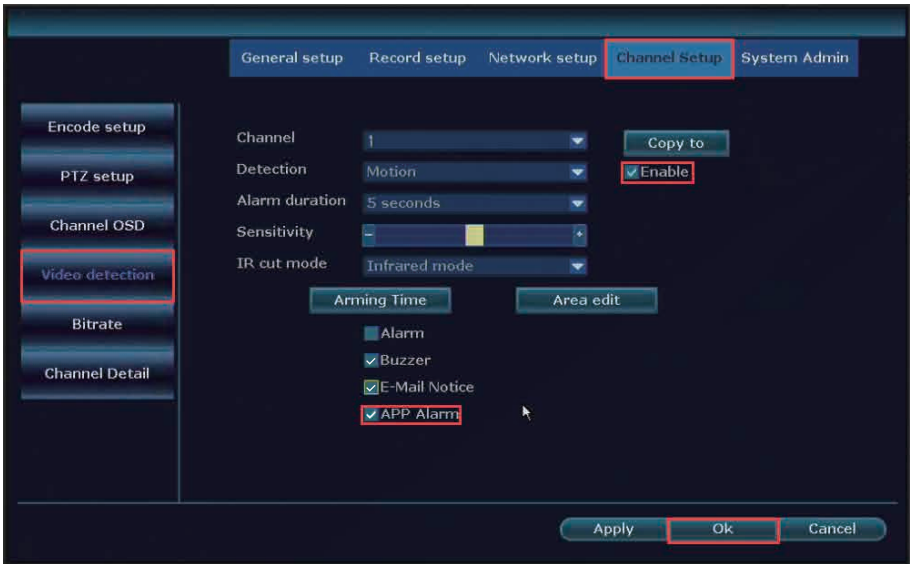 General setup Record setup Network setup Channel Setup System Admin
Encode setup
PTZ setup
Channel OSD
Video detection
Bitrate
Channel Detail
Channel 1 Copy to
Detection Motion Enable
Alarm duration 5 seconds
Sensitivity - +
IR cut mode Infrared mode
Arming Time Area edit
Alarm
Buzzer
E-Mail Notice
APP Alarm
Apply Ok Cancel